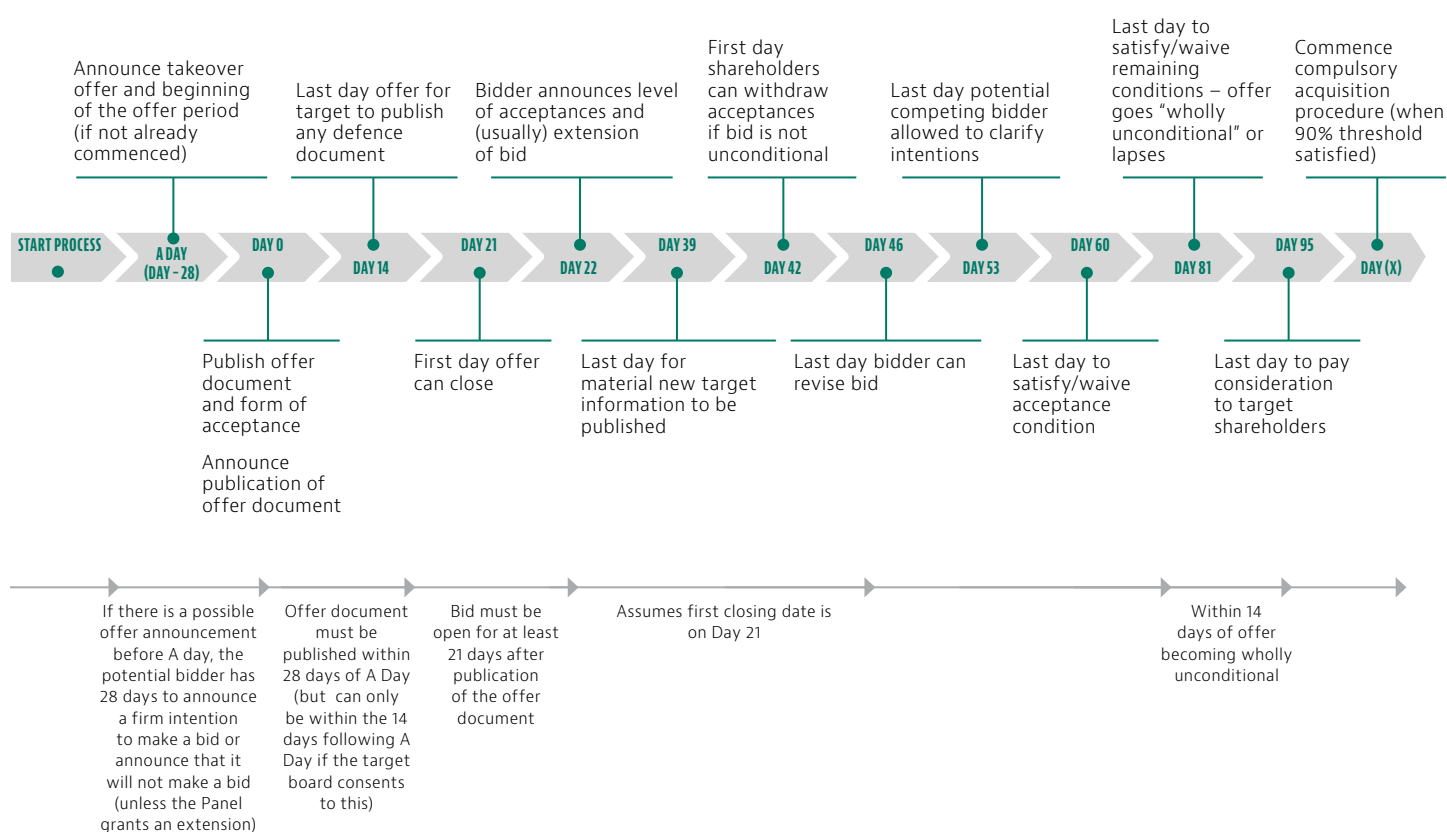 Announce takeover
offer and beginning
of the offer period
(if not already
commenced)
Last day offer for
target to publish
any defence
document
Bidder announces level
of acceptances and
(usually) extension
of bid
First day
shareholders
can withdraw
acceptances
if bid is not
unconditional
Last day potential
competing bidder
allowed to clarify
intentions
Last day to
satisfy/waive
remaining
conditions – offer
goes “wholly
unconditional” or
lapses
Commence
compulsory
acquisition
procedure (when
90% threshold
satisfied)
START PROCESS
A DAY
(DAY – 28)
DAY 0
DAY 14
DAY 21
DAY 22
DAY 39
DAY 42
DAY 46
DAY 53
DAY 60
DAY 81
DAY 95
DAY (X)
Publish offer
document
and form of
acceptance
Announce
publication of
offer document
First day offer
can close
Last day for
material new target
information to be
published
Last day bidder can
revise bid
Last day to
satisfy/waive
acceptance
condition
Last day to pay
consideration
to target
shareholders
If there is a possible
offer announcement
before A day, the
potential bidder has
28 days to announce
a firm intention
to make a bid or
announce that it
will not make a bid
(unless the Panel
grants an extension)
Offer document
must be
published within
28 days of A Day
(but can only
be within the 14
days following A
Day if the target
board consents
to this)
Bid must be
open for at least
21 days after
publication
of the offer
document
Assumes first closing date is
on Day 21
Within 14
days of offer
becoming wholly
unconditional